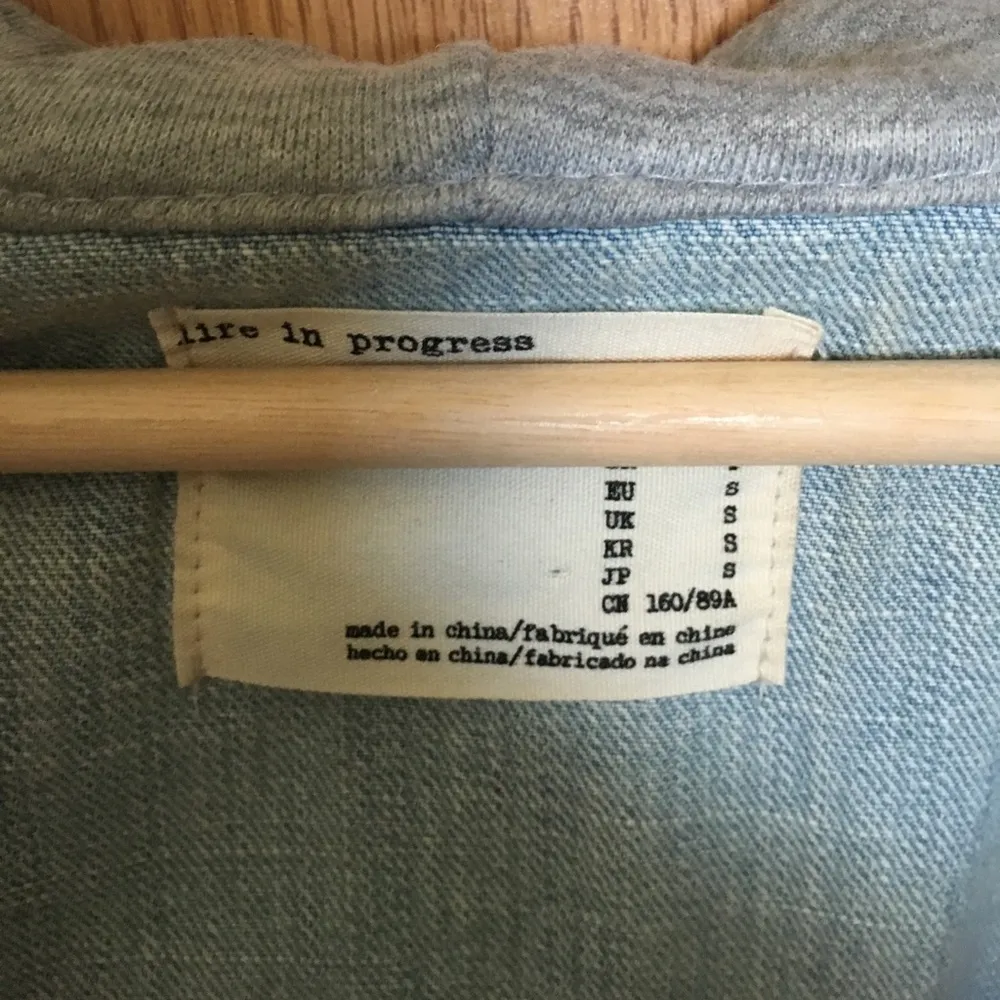 life in progress
EU S
UK S
KR S
JP S
CN 160/89A
made in china/fabriqué en chine
hecho en china/fabricado na china